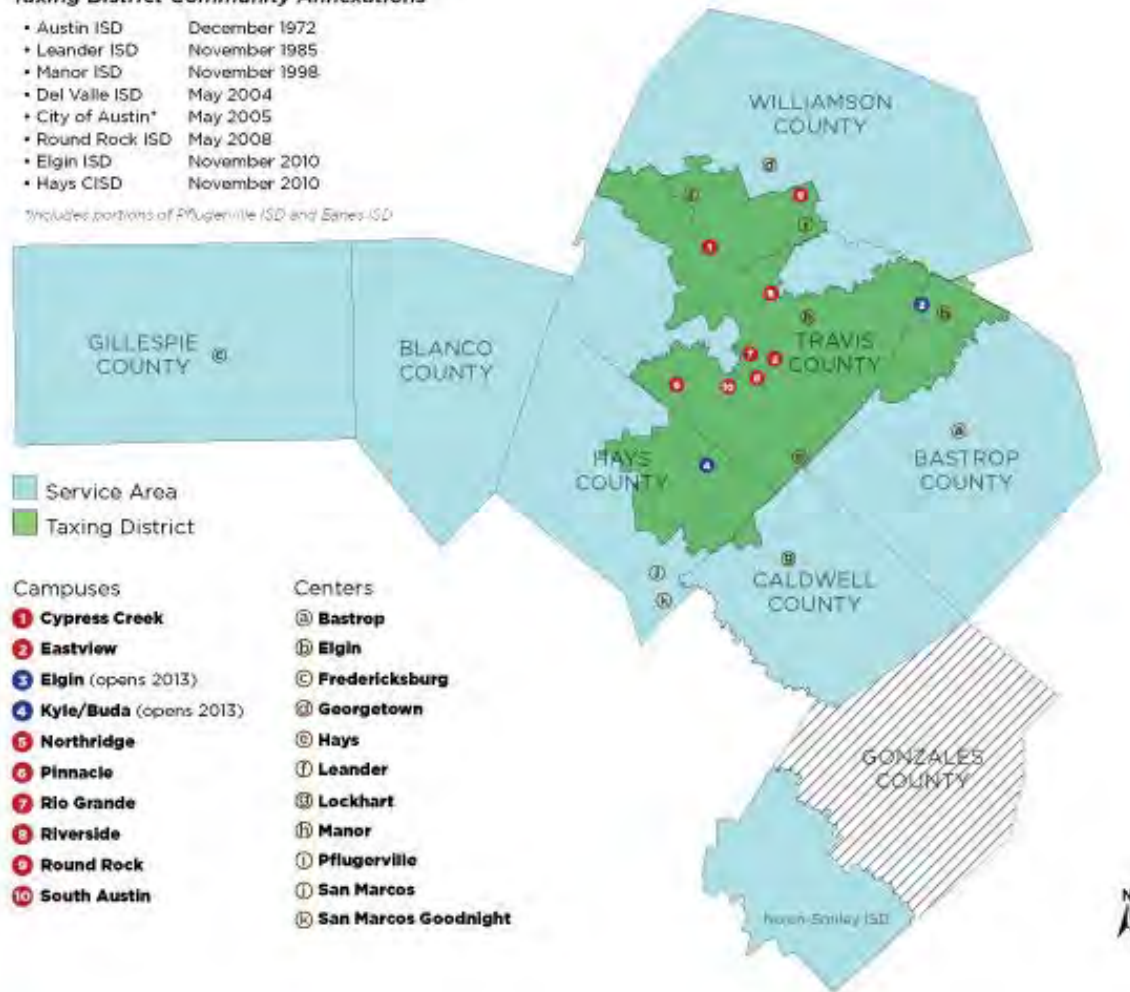 Taxing District Community Annexations
• Austin ISD December 1972
• Leander ISD November 1985
• Manor ISD November 1998
• Del Valle ISD May 2004
• City of Austin* May 2005
• Round Rock ISD May 2008
• Elgin ISD November 2010
• Hays CISD November 2010
*Includes portions of Pflugerville ISD and Eanes ISD
WILLIAMSON
COUNTY
GILLESPIE
COUNTY
BLANCO
COUNTY
TRAVIS
COUNTY
HAYS
COUNTY
BASTROP
COUNTY
CALDWELL
COUNTY
GONZALES
COUNTY
ISD
Service Area
Taxing District
Campuses
1 Cypress Creek
2 Eastview
3 Elgin (opens 2013)
4 Kyle/Buda (opens 2013)
5 Northridge
6 Pinnacle
7 Rio Grande
8 Riverside
9 Round Rock
10 South Austin
Centers
a Bastrop
b Elgin
c Fredericksburg
d Georgetown
e Hays
f Leander
g Lockhart
h Manor
i Pflugerville
j San Marcos
k San Marcos Goodnight
N